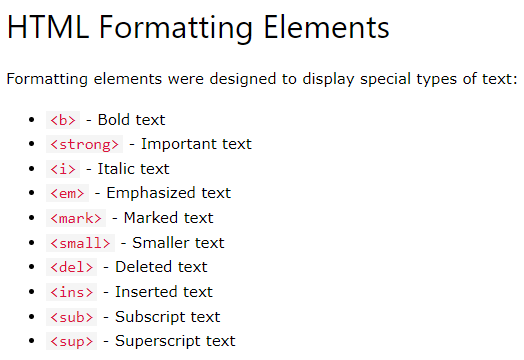 HTML Formatting Elements
Formatting elements were designed to display special types of text:
<b> - Bold text
<strong> - Important text
<i> - Italic text
<em> - Emphasized text
<mark> - Marked text
<small> - Smaller text
<del> - Deleted text
<ins> - Inserted text
<sub> - Subscript text
<sup> - Superscript text